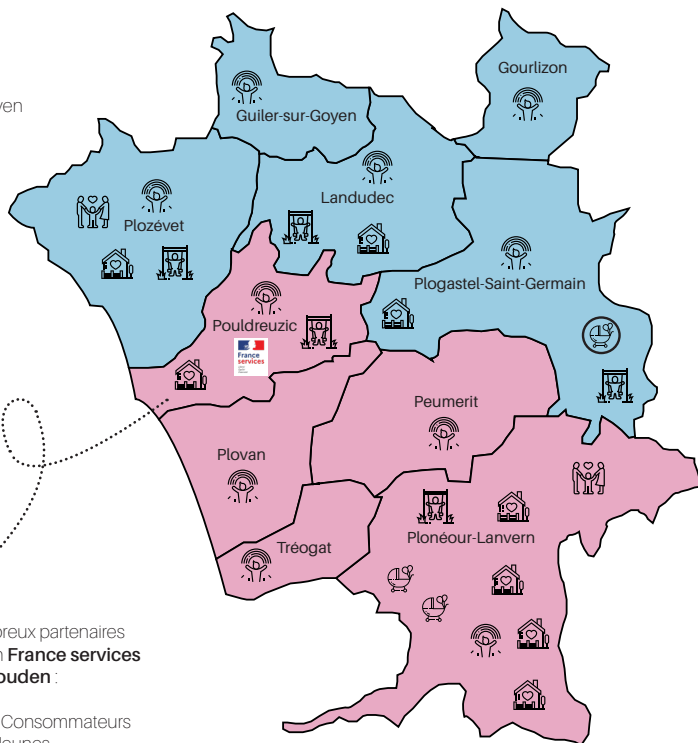 yen
Gourlizon
Guiler-sur-Goyen
Landudec
Plozévet
Plogastel-Saint-Germain
Pouldreuzic
France
services
Peumerit
Plovan
Plonéour-Lanvern
Tréogat
breux partenaires
n France services
ouden :
Consommateurs